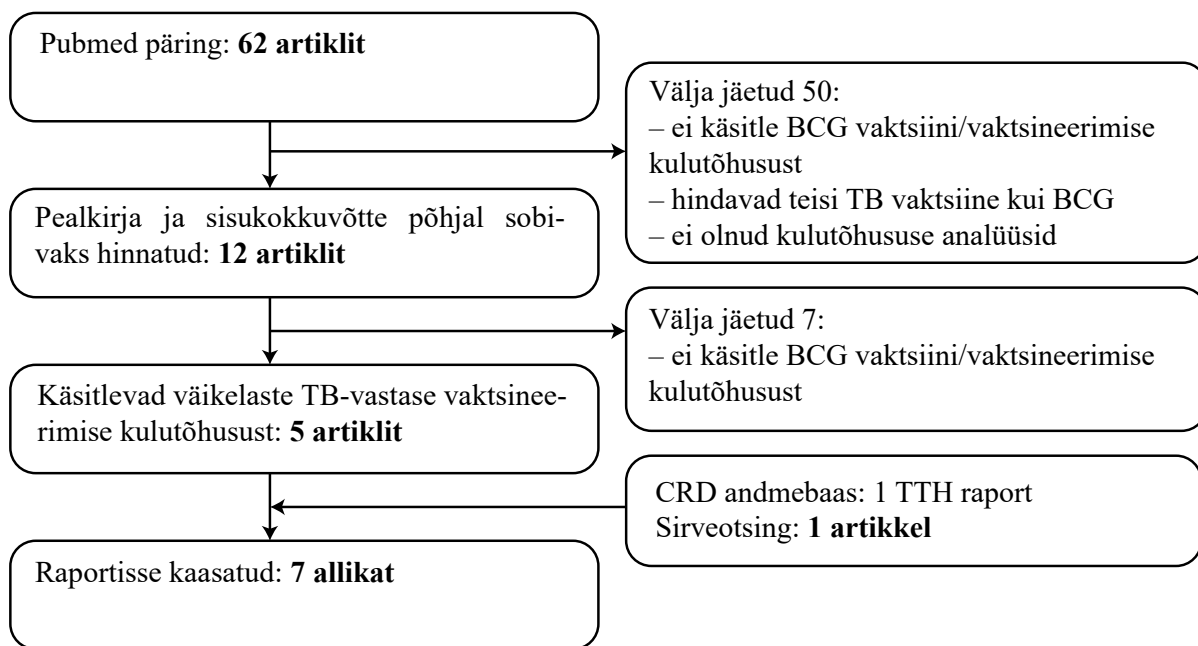 Pubmed päring: 62 artiklit
Välja jäetud 50:
– ei käsitle BCG vaktsiini/vaktsineerimise
kulutõhusust
– hindavad teisi TB vaktsiine kui BCG
– ei olnud kulutõhususe analüüsid
Pealkirja ja sisukokkuvõtte põhjal sobi-
vaks hinnatud: 12 artiklit
Välja jäetud 7:
– ei käsitle BCG vaktsiini/vaktsineerimise
kulutõhusust
Käsitlevad väikelaste TB-vastase vaktsinee-
rimise kulutõhusust: 5 artiklit
CRD andmebaas: 1 TTH raport
Sirveotsing: 1 artikkel
Raportisse kaasatud: 7 allikat